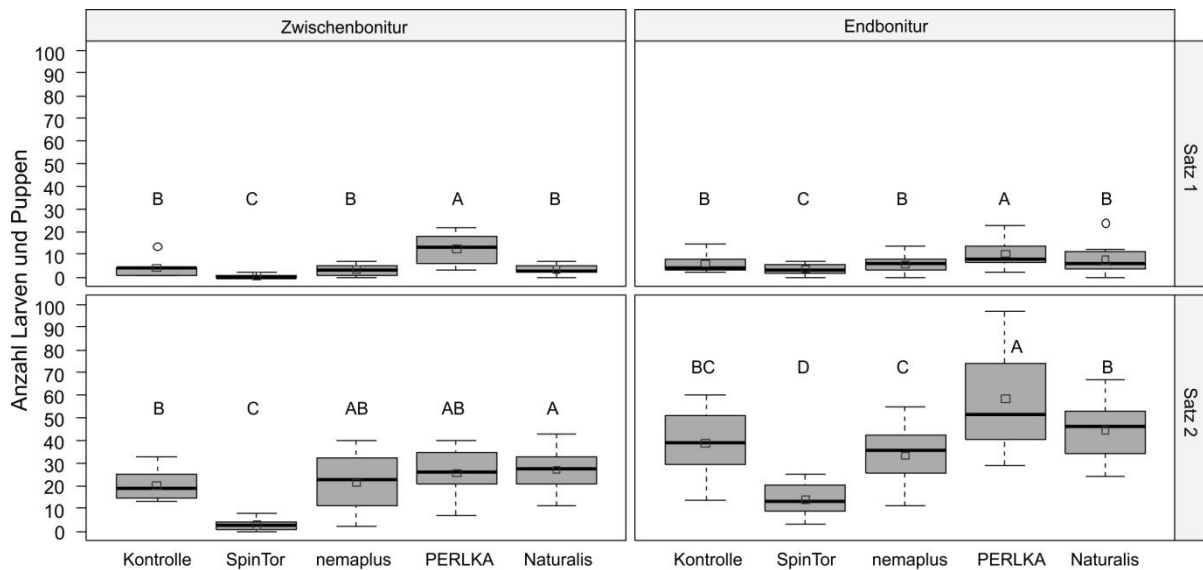 Zwischenbonitur
Endbonitur
Anzahl Larven und Puppen
100
90
80
70
60
50
40
30
20
10
0
B C B A B
B C B A B
Satz 1
100
90
80
70
60
50
40
30
20
10
0
B C AB AB A
BC D C A B
Satz 2
Kontrolle SpinTor nemaplus PERLKA Naturalis
Kontrolle SpinTor nemaplus PERLKA Naturalis